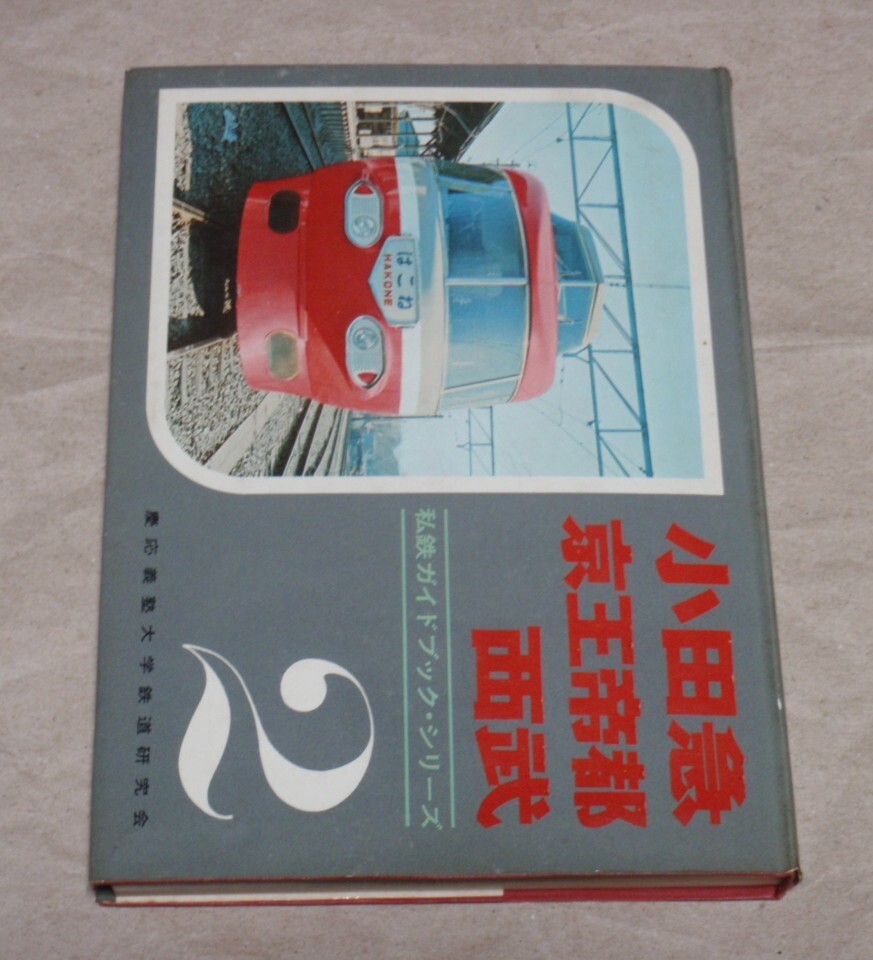 はこね
HAKONE
小田急
京王帝都
西武
私鉄ガイドブック・シリーズ
2
慶応義塾大学鉄道研究会